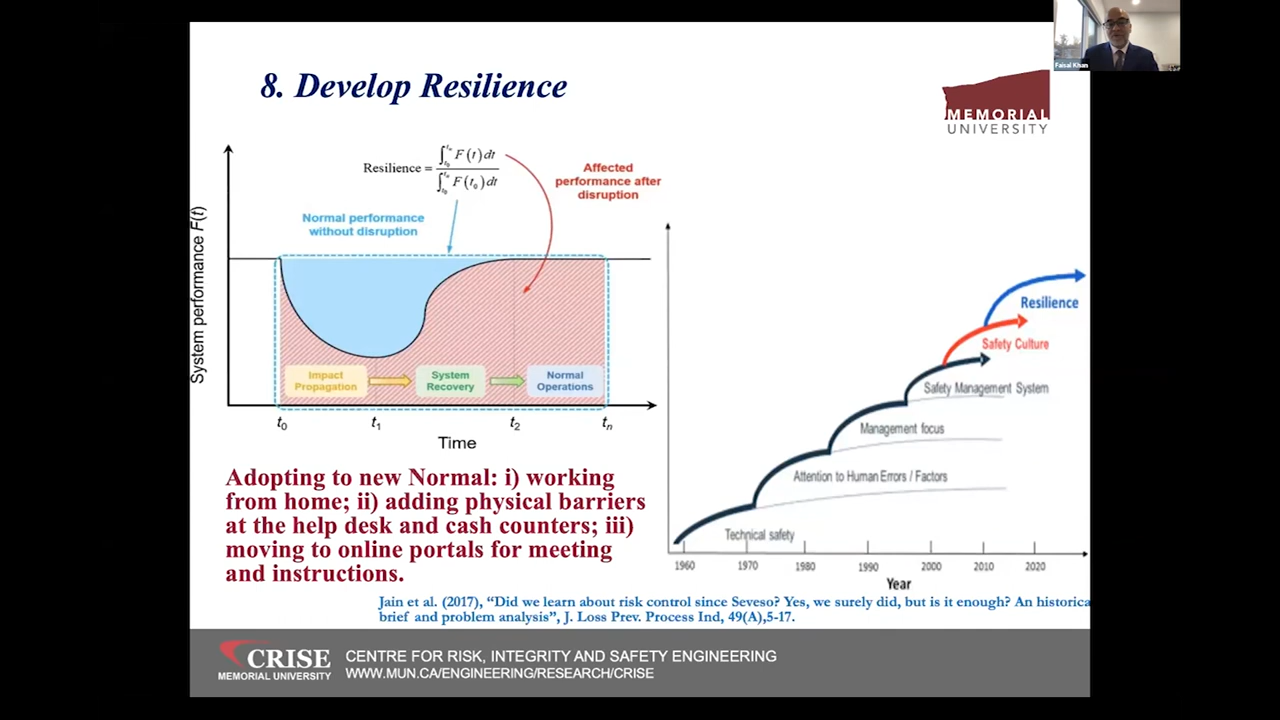 Faisal Khan
8. Develop Resilience
MEMORIAL
UNIVERSITY
Resilience = ∫_{t₀}^{tₙ} F(t) dt / ∫_{t₀}^{tₙ} F(t₀) dt
Affected
performance after
disruption
Normal performance
without disruption
System performance F(t)
Impact
Propagation
System
Recovery
Normal
Operations
t0
t1
t2
tn
Time
Adopting to new Normal: i) working
from home; ii) adding physical barriers
at the help desk and cash counters; iii)
moving to online portals for meeting
and instructions.
Resilience
Safety Culture
Safety Management System
Management focus
Attention to Human Errors / Factors
Technical safety
1960 1970 1980 1990 2000 2010 2020
Year
Jain et al. (2017), “Did we learn about risk control since Seveso? Yes, we surely did, but is it enough? An historica
brief and problem analysis”, J. Loss Prev. Process Ind, 49(A),5-17.
CRISE
MEMORIAL UNIVERSITY
CENTRE FOR RISK, INTEGRITY AND SAFETY ENGINEERING
WWW.MUN.CA/ENGINEERING/RESEARCH/CRISE